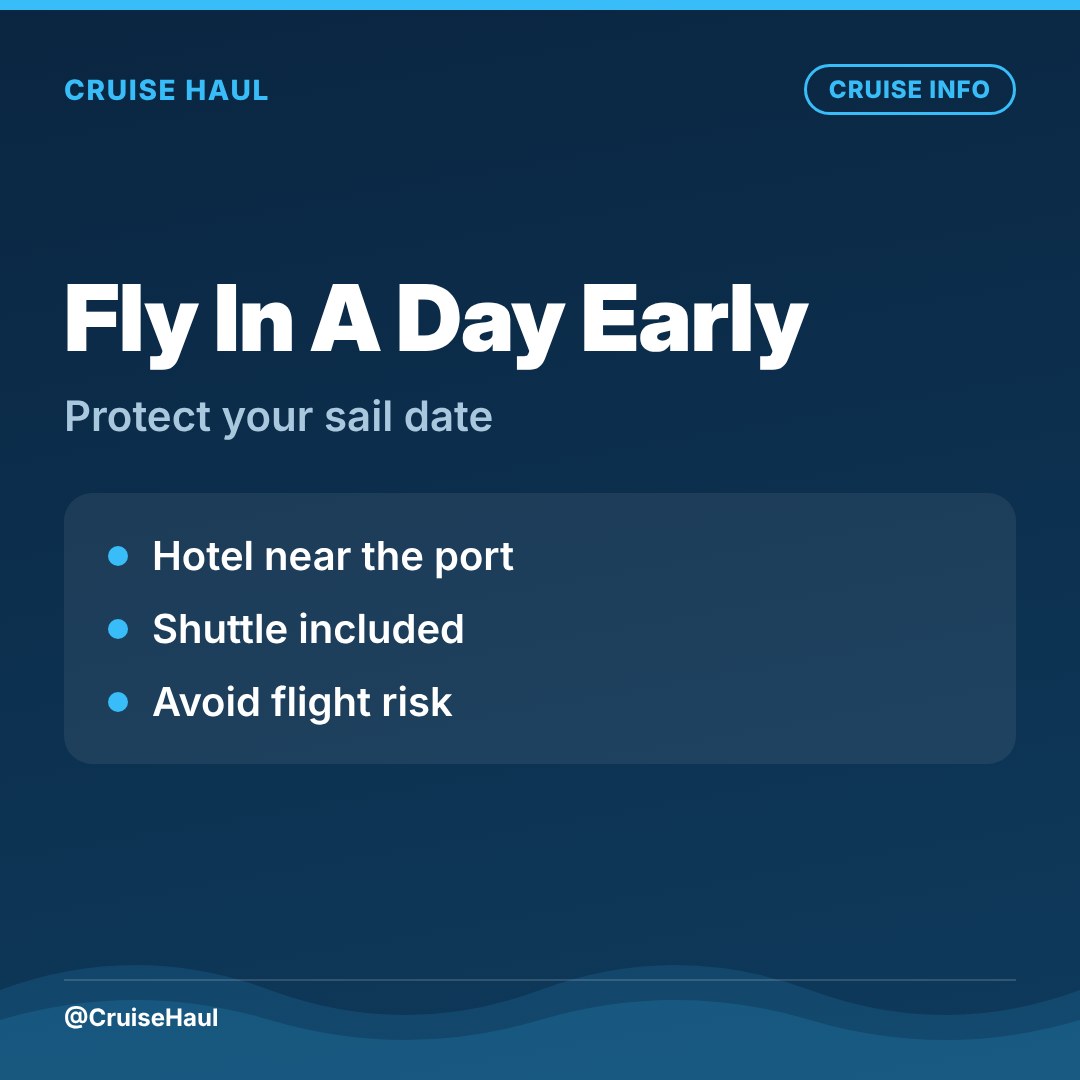 CRUISE HAUL
CRUISE INFO
Fly In A Day Early
Protect your sail date
Hotel near the port
Shuttle included
Avoid flight risk
@CruiseHaul